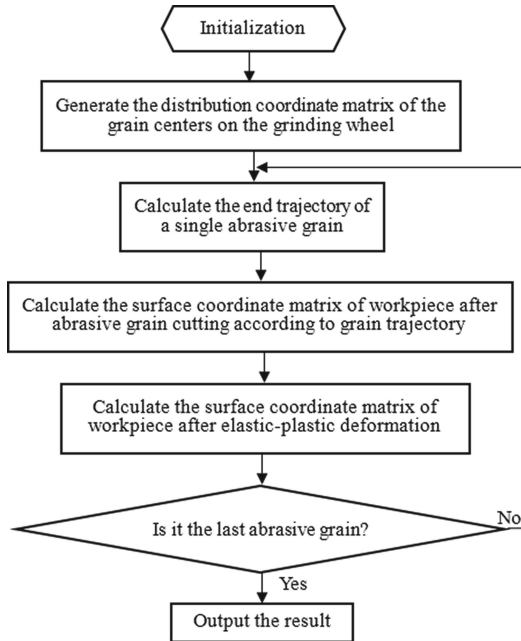 Initialization
Generate the distribution coordinate matrix of the
grain centers on the grinding wheel
Calculate the end trajectory of
a single abrasive grain
Calculate the surface coordinate matrix of workpiece after
abrasive grain cutting according to grain trajectory
Calculate the surface coordinate matrix of
workpiece after elastic-plastic deformation
Is it the last abrasive grain?
No
Yes
Output the result